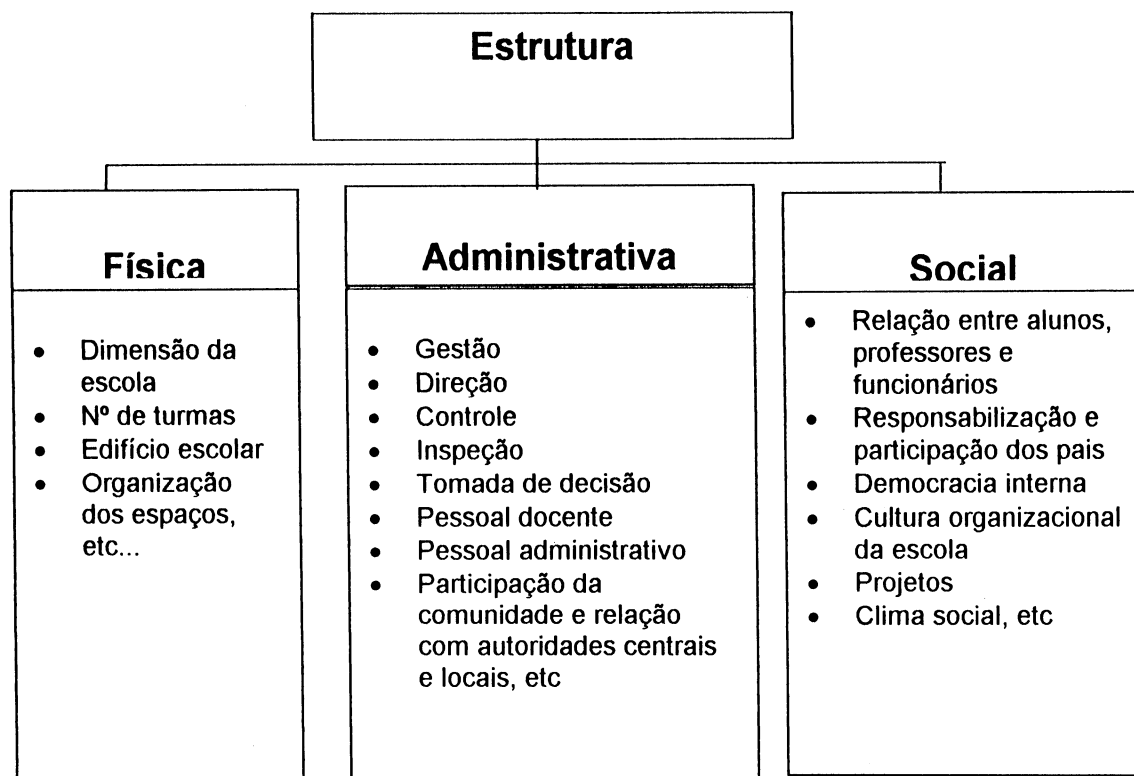 Estrutura
Física
• Dimensão da
escola
• Nº de turmas
• Edifício escolar
• Organização
dos espaços,
etc...
Administrativa
• Gestão
• Direção
• Controle
• Inspeção
• Tomada de decisão
• Pessoal docente
• Pessoal administrativo
• Participação da
comunidade e relação
com autoridades centrais
e locais, etc
Social
• Relação entre alunos,
professores e
funcionários
• Responsabilização e
participação dos pais
• Democracia interna
• Cultura organizacional
da escola
• Projetos
• Clima social, etc